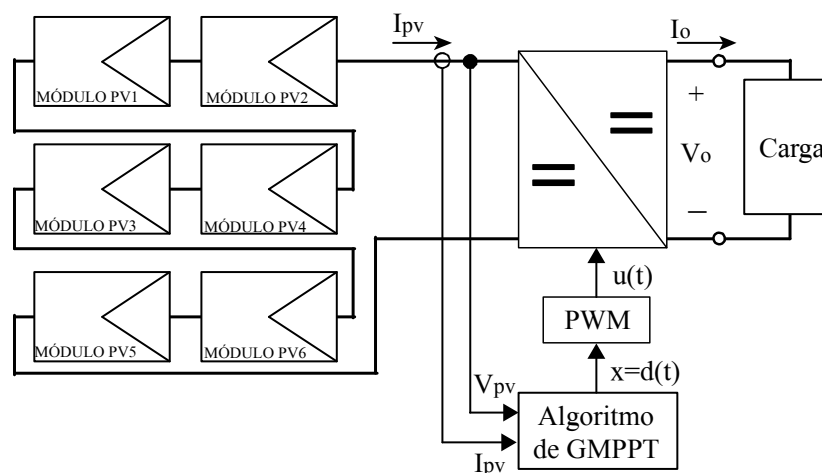 Ipv
Io
MÓDULO PV1
MÓDULO PV2
+
Vo
−
Carga
MÓDULO PV3
MÓDULO PV4
MÓDULO PV5
MÓDULO PV6
u(t)
PWM
x=d(t)
Vpv
Ipv
Algoritmo
de GMPPT